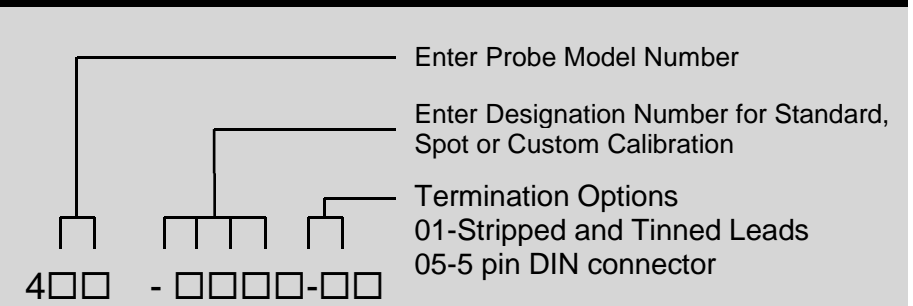 Enter Probe Model Number
Enter Designation Number for Standard,
Spot or Custom Calibration
Termination Options
01-Stripped and Tinned Leads
05-5 pin DIN connector
4□□ - □□□□-□□